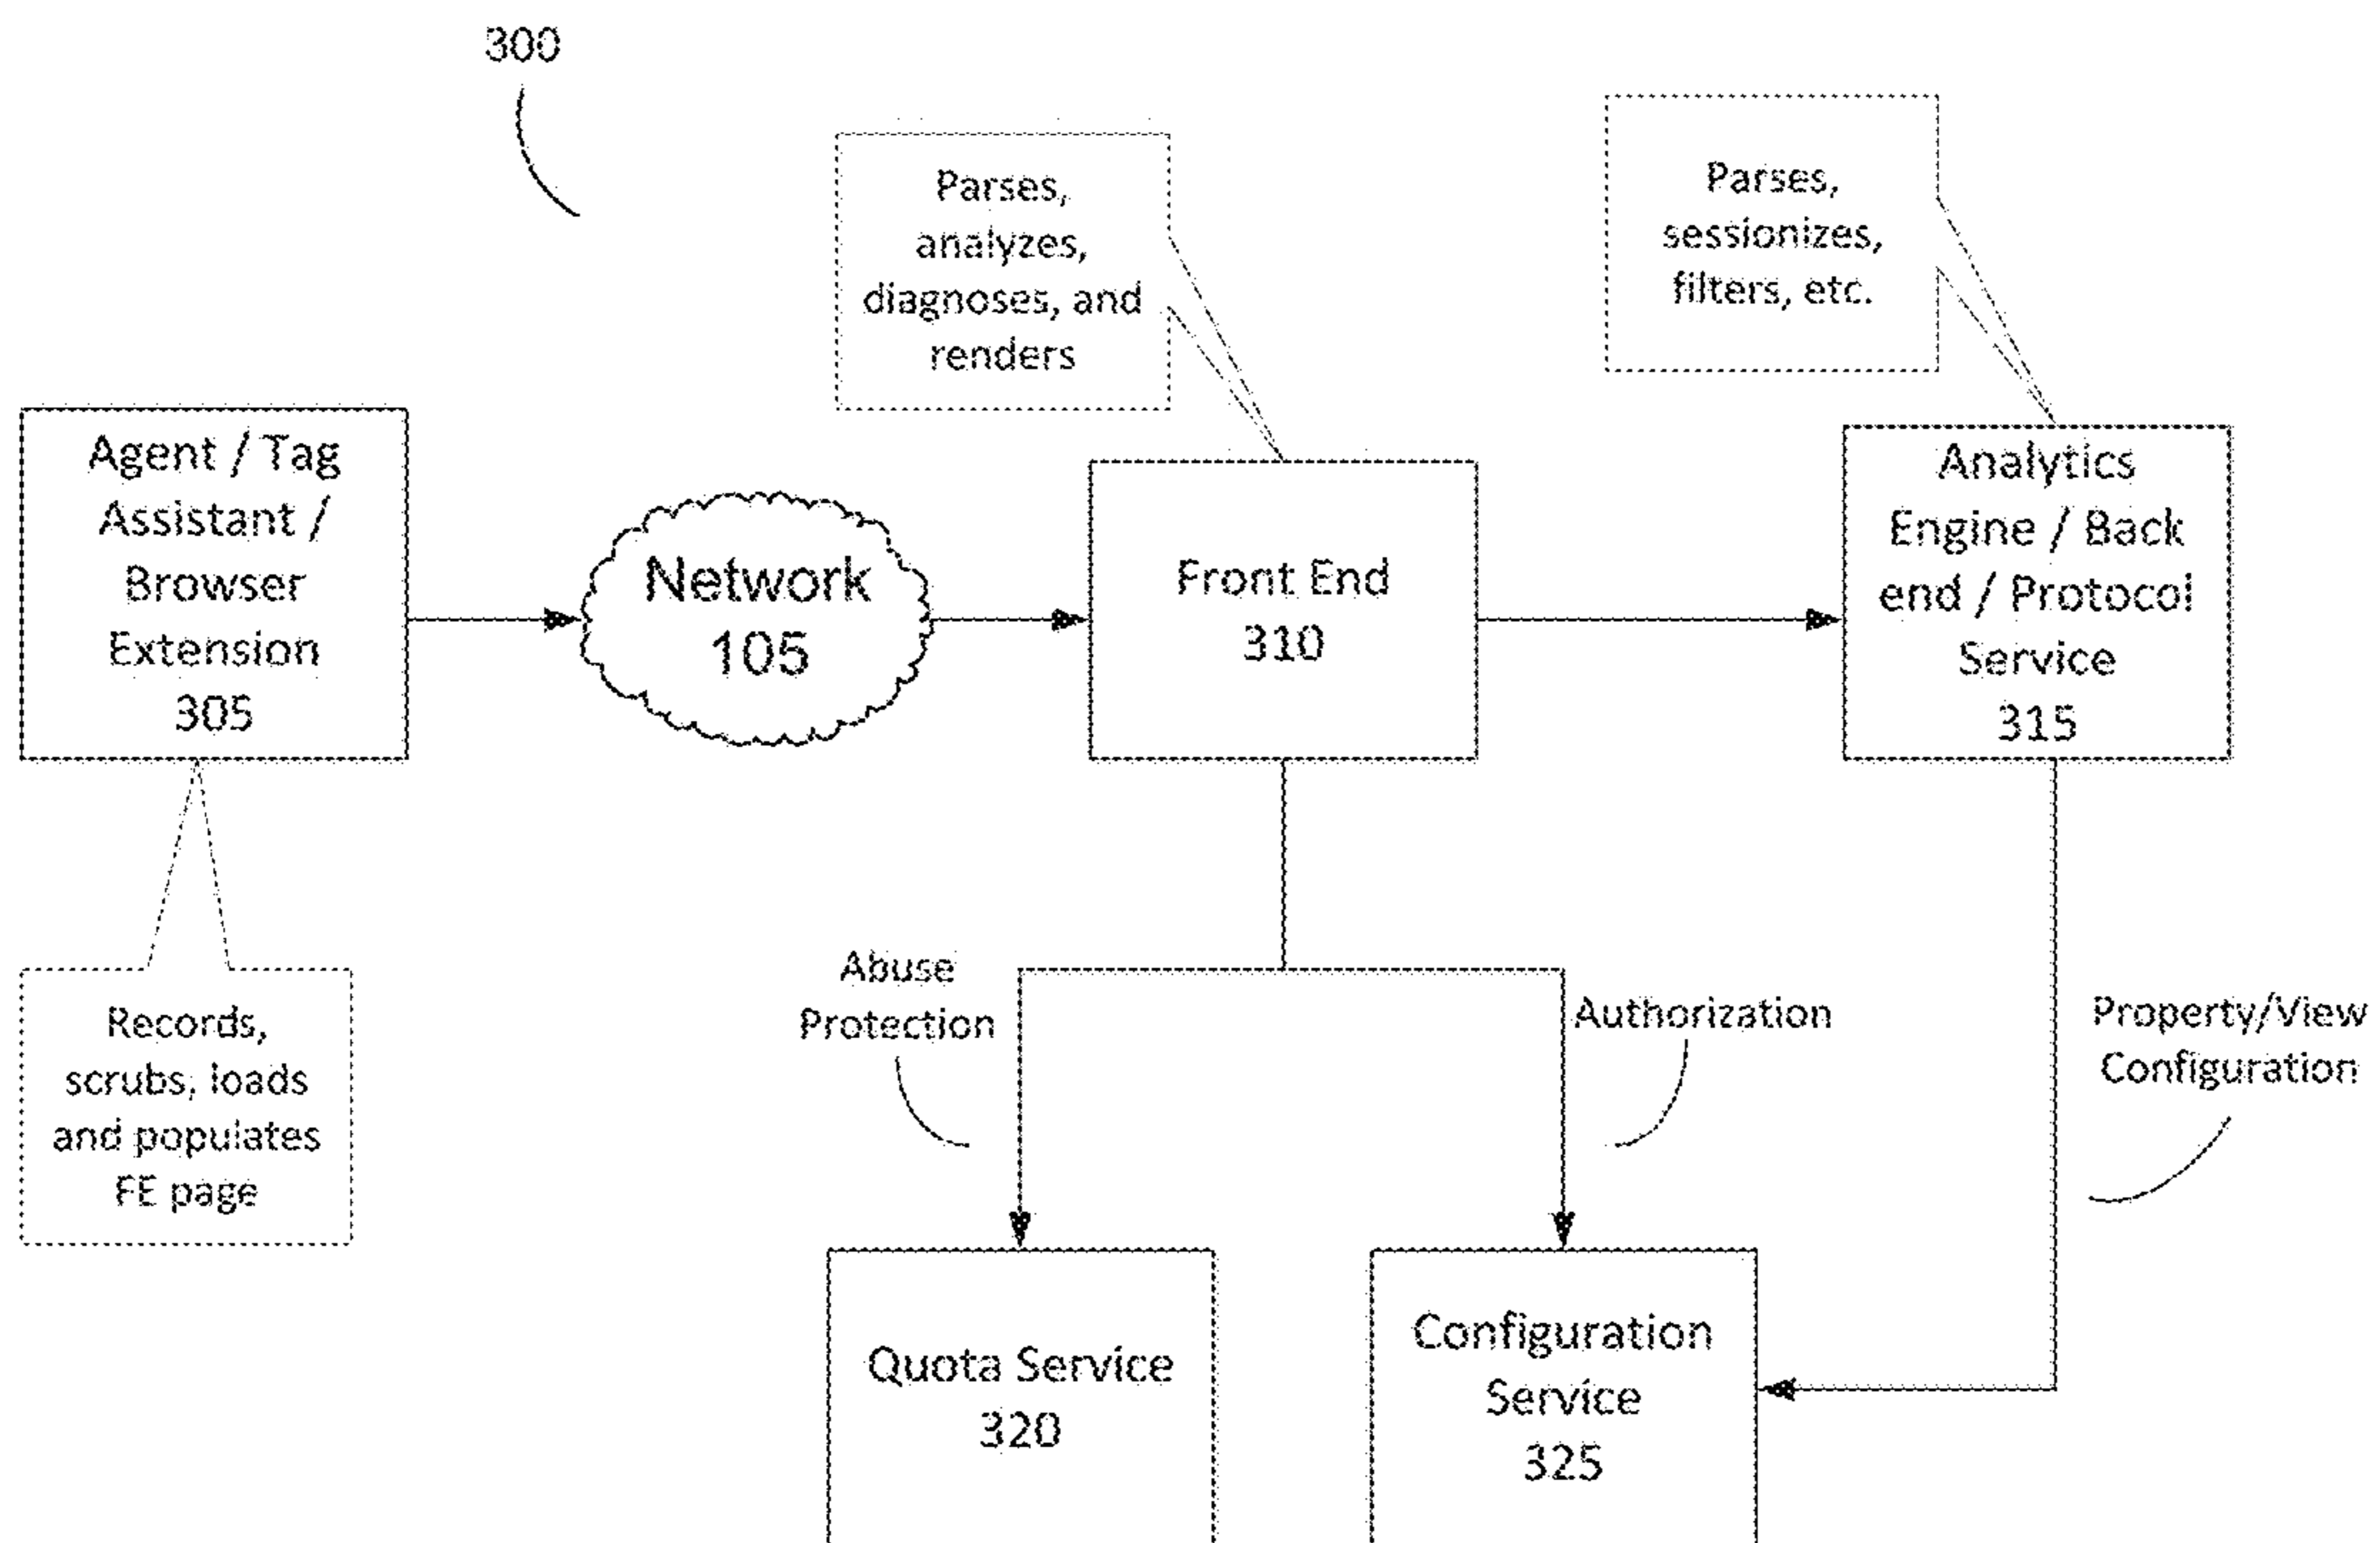 300
Parses,
analyzes,
diagnoses, and
renders
Parses,
sessionizes,
filters, etc.
Agent / Tag
Assistant /
Browser
Extension
305
Network
105
Front End
310
Analytics
Engine / Back
end / Protocol
Service
315
Records,
scrubs, loads
and populates
FE page
Abuse
Protection
Authorization
Property/View
Configuration
Quota Service
320
Configuration
Service
325